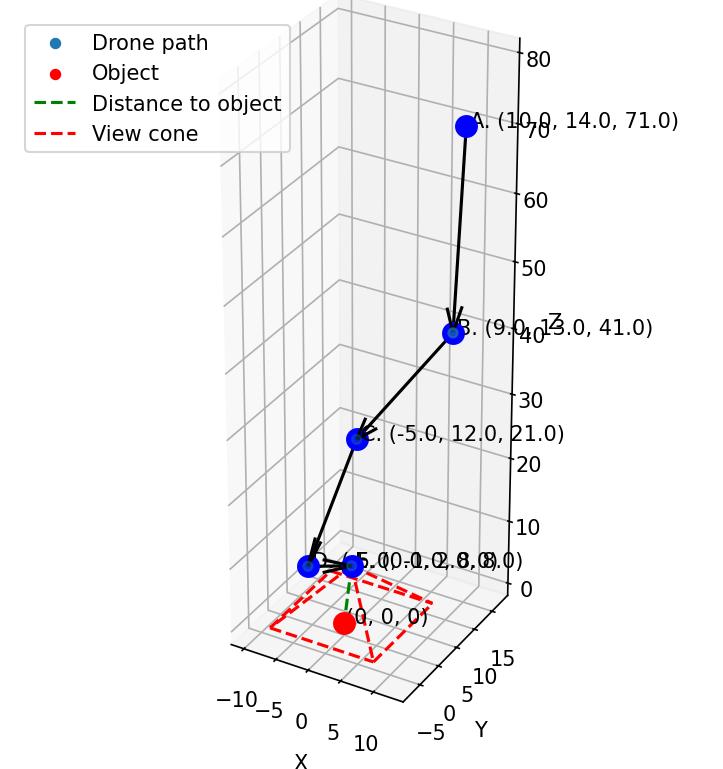 Drone path
Object
Distance to object
View cone
80
A. (10.0, 14.0, 71.0)
70
60
50
Z
B. (9.0, 13.0, 41.0)
40
30
C. (-5.0, 12.0, 21.0)
20
10
0
(0, 0, 0)
15
10
5
0
−5
Y
−10
−5
0
5
10
X